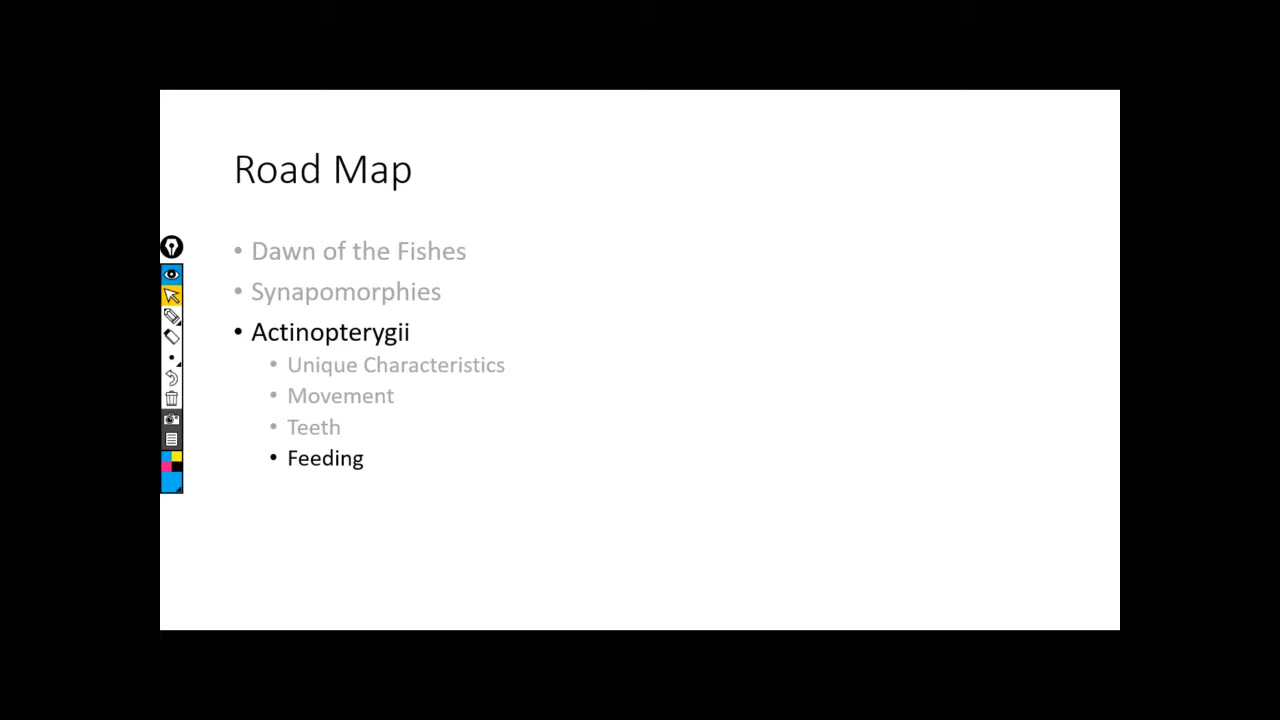 Road Map
• Dawn of the Fishes
• Synapomorphies
• Actinopterygii
• Unique Characteristics
• Movement
• Teeth
• Feeding